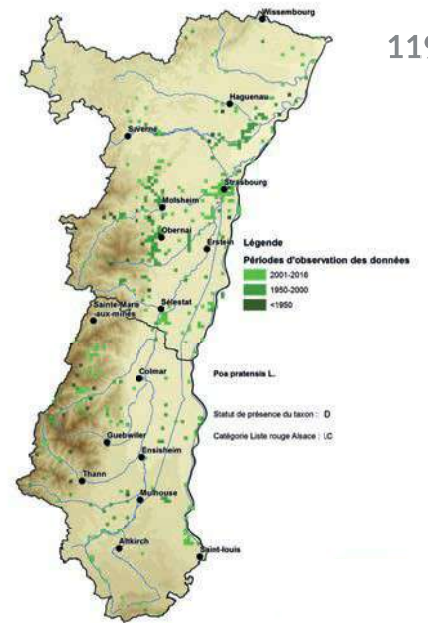 119
Wissembourg
Haguenau
Saverne
Strasbourg
Molsheim
Obernai
Erstein
Légende
Périodes d'observation des données
2001-2016
1950-2000
<1950
Sainte-Marie
-aux-mines
Sélestat
Colmar
Poa pratensis L.
Statut de présence du taxon : D
Catégorie Liste rouge Alsace : LC
Guebwiler
Ensisheim
Thann
Mulhouse
Altkirch
Saint-louis